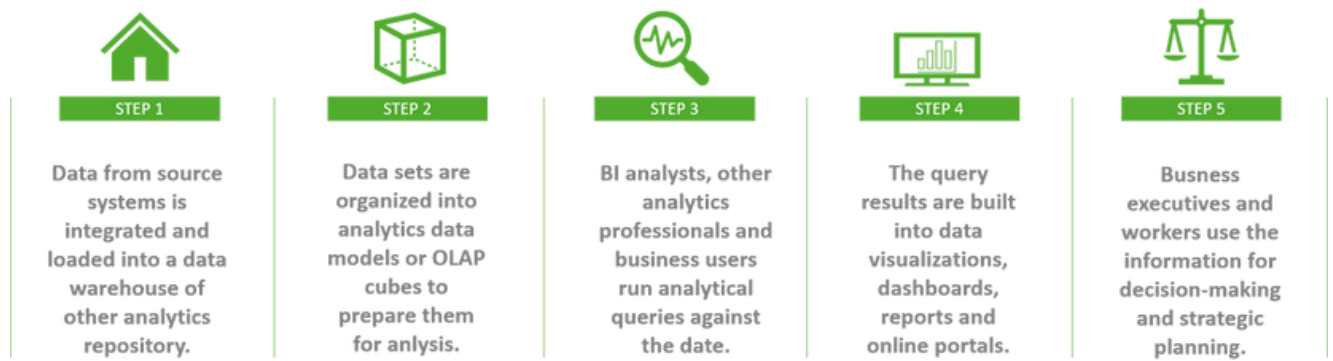 STEP 1
Data from source
systems is
integrated and
loaded into a data
warehouse of
other analytics
repository.
STEP 2
Data sets are
organized into
analytics data
models or OLAP
cubes to
prepare them
for anlysis.
STEP 3
BI analysts, other
analytics
professionals and
business users
run analytical
queries against
the date.
STEP 4
The query
results are built
into data
visualizations,
dashboards,
reports and
online portals.
STEP 5
Busness
executives and
workers use the
information for
decision-making
and strategic
planning.